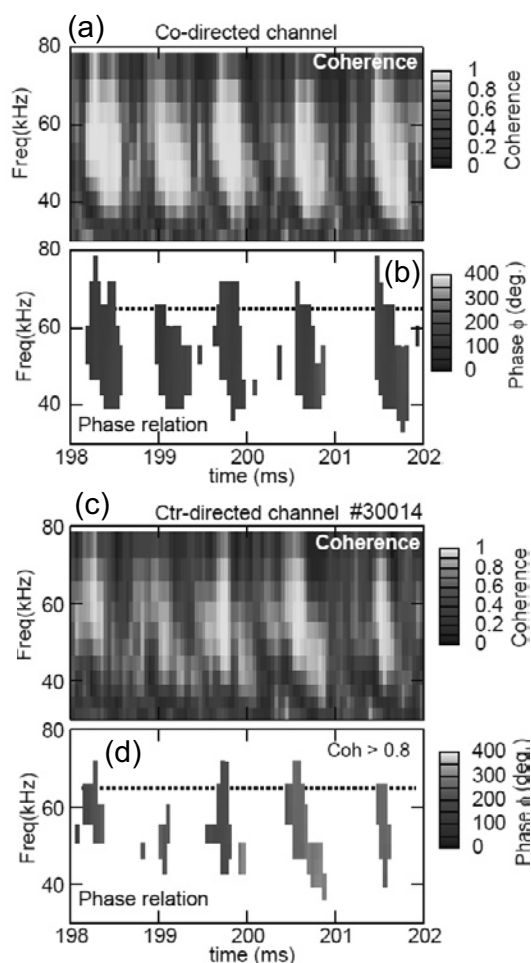 (a)
Co-directed channel
Coherence
80
60
40
Freq(kHz)
1
0.8
0.6
0.4
0.2
0
Coherence
(b)
80
60
40
Freq(kHz)
Phase relation
400
300
200
100
0
Phase ϕ (deg.)
198
199
200
201
202
time (ms)
(c)
Ctr-directed channel #30014
Coherence
80
60
40
Freq(kHz)
1
0.8
0.6
0.4
0.2
0
Coherence
(d)
Coh > 0.8
80
60
40
Freq(kHz)
Phase relation
400
300
200
100
0
Phase ϕ (deg.)
198
199
200
201
202
time (ms)